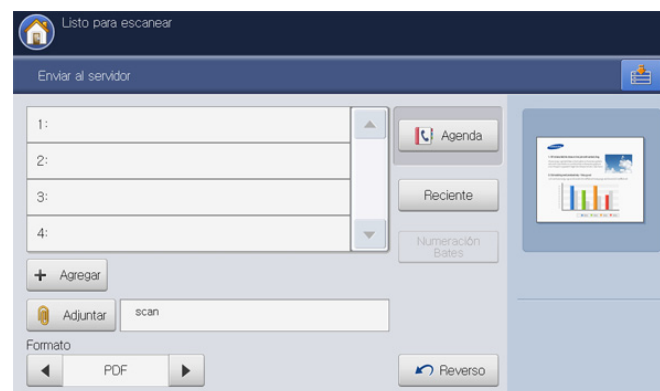 Listo para escanear
Enviar al servidor
1:
2:
3:
4:
Agenda
Reciente
Numeración
Bates
+ Agregar
Adjuntar
scan
Formato
PDF
Reverso